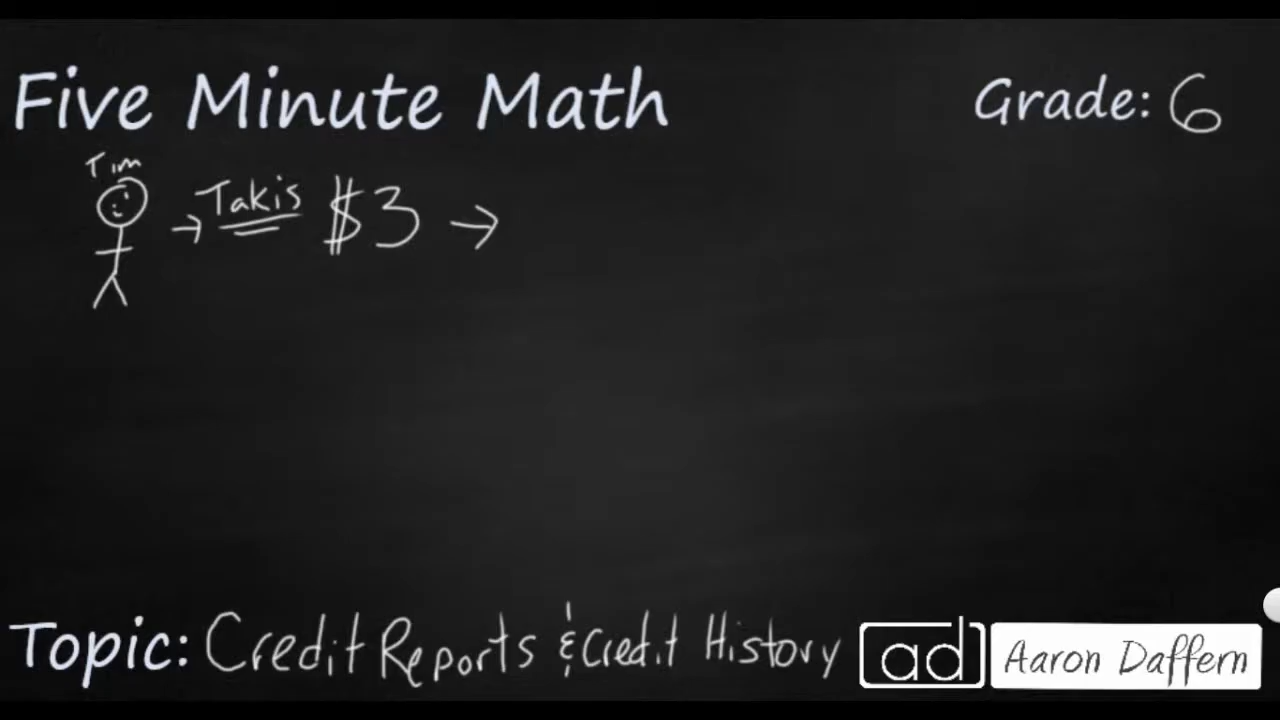 Five Minute Math
Grade: 6
Tim
→ Takis $3 →
Topic: Credit Reports & Credit History
ad Aaron Daffern